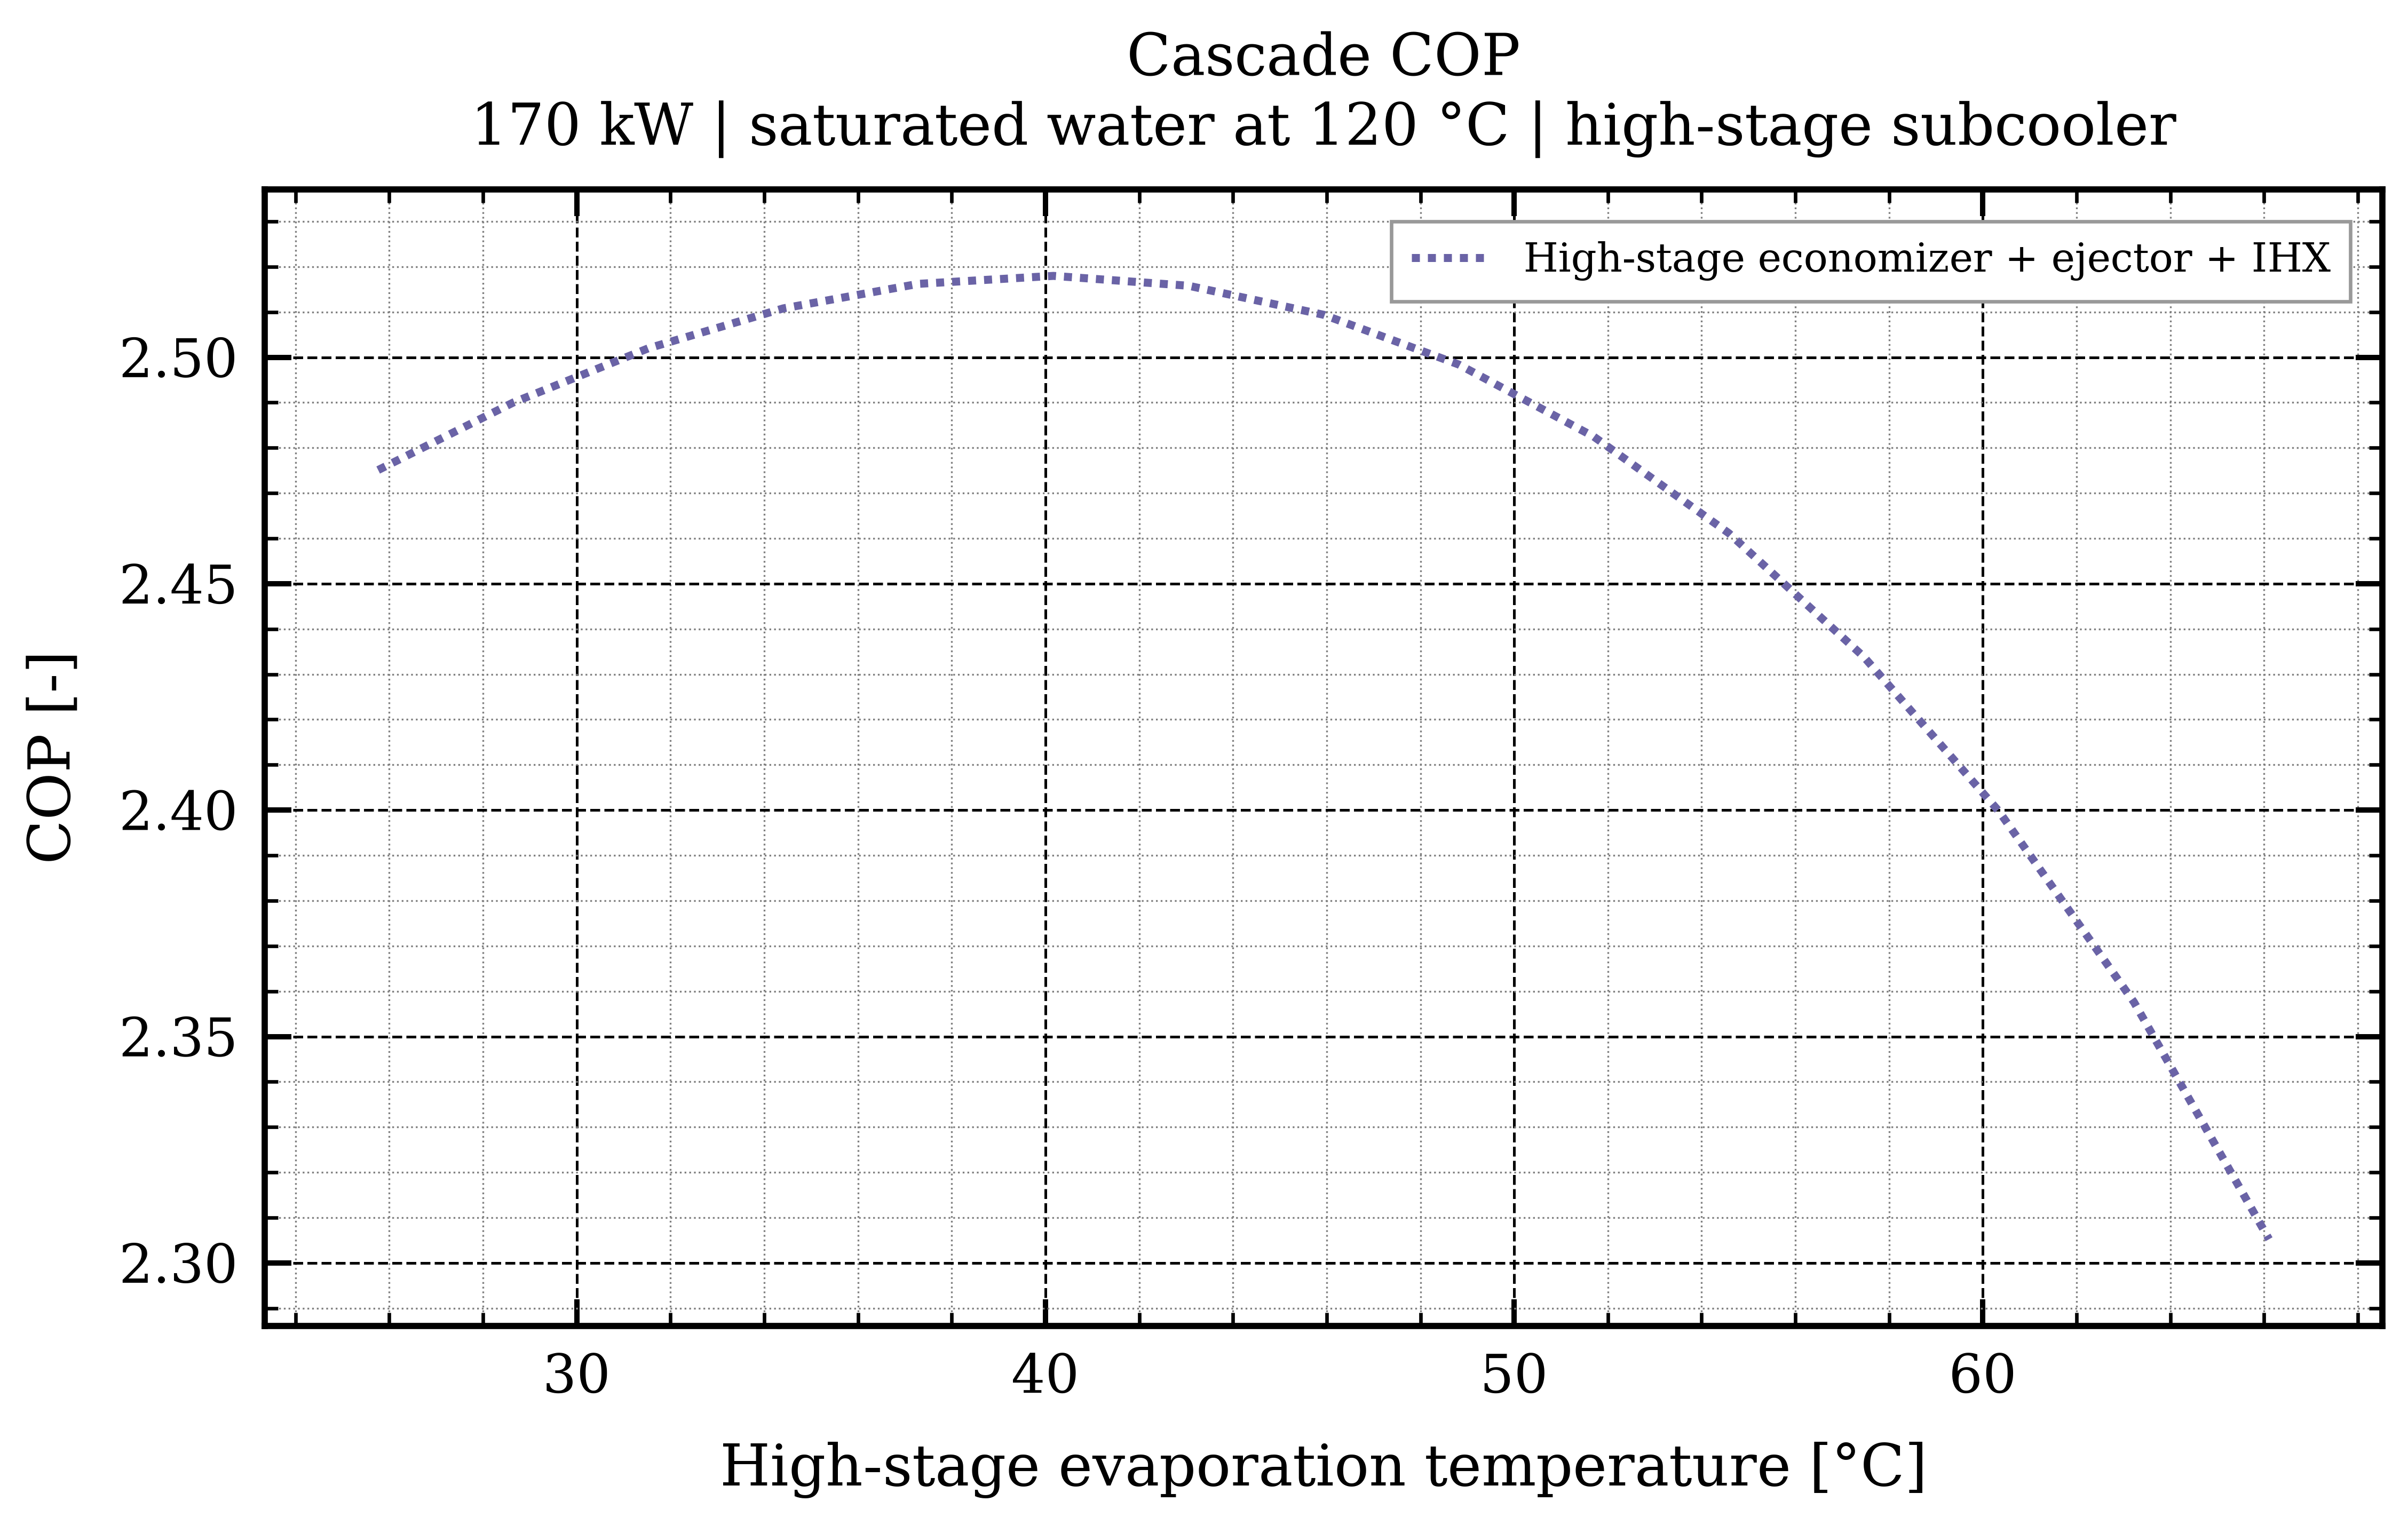 Cascade COP
170 kW | saturated water at 120 °C | high-stage subcooler
High-stage economizer + ejector + IHX
COP [-]
2.50
2.45
2.40
2.35
2.30
30 40 50 60
High-stage evaporation temperature [°C]